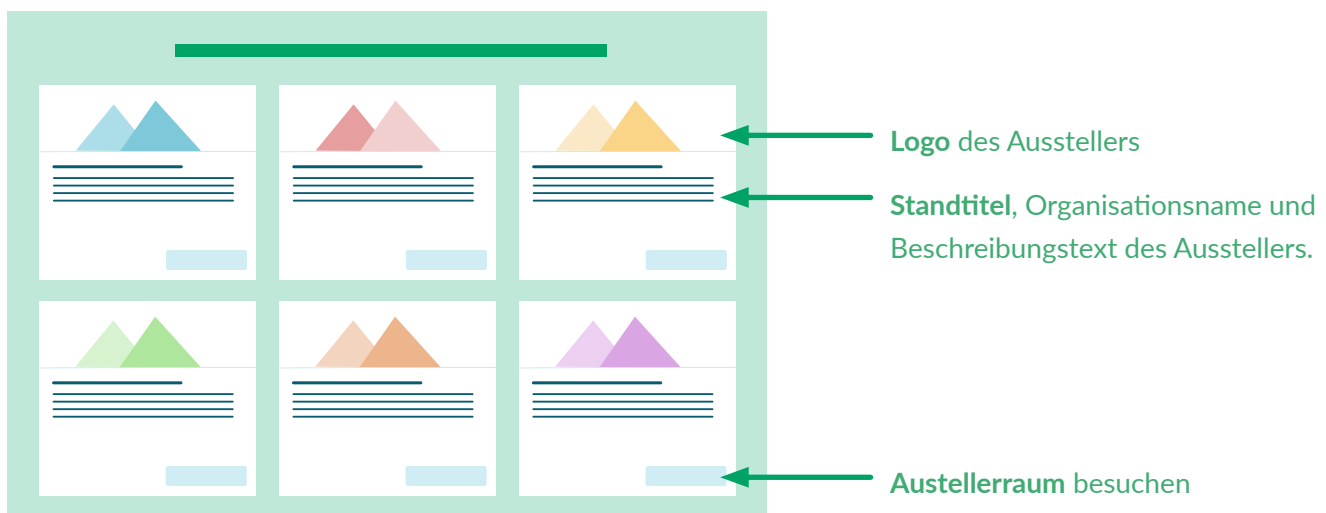 Logo des Ausstellers
Standtitel, Organisationsname und
Beschreibungstext des Ausstellers.
Austellerraum besuchen